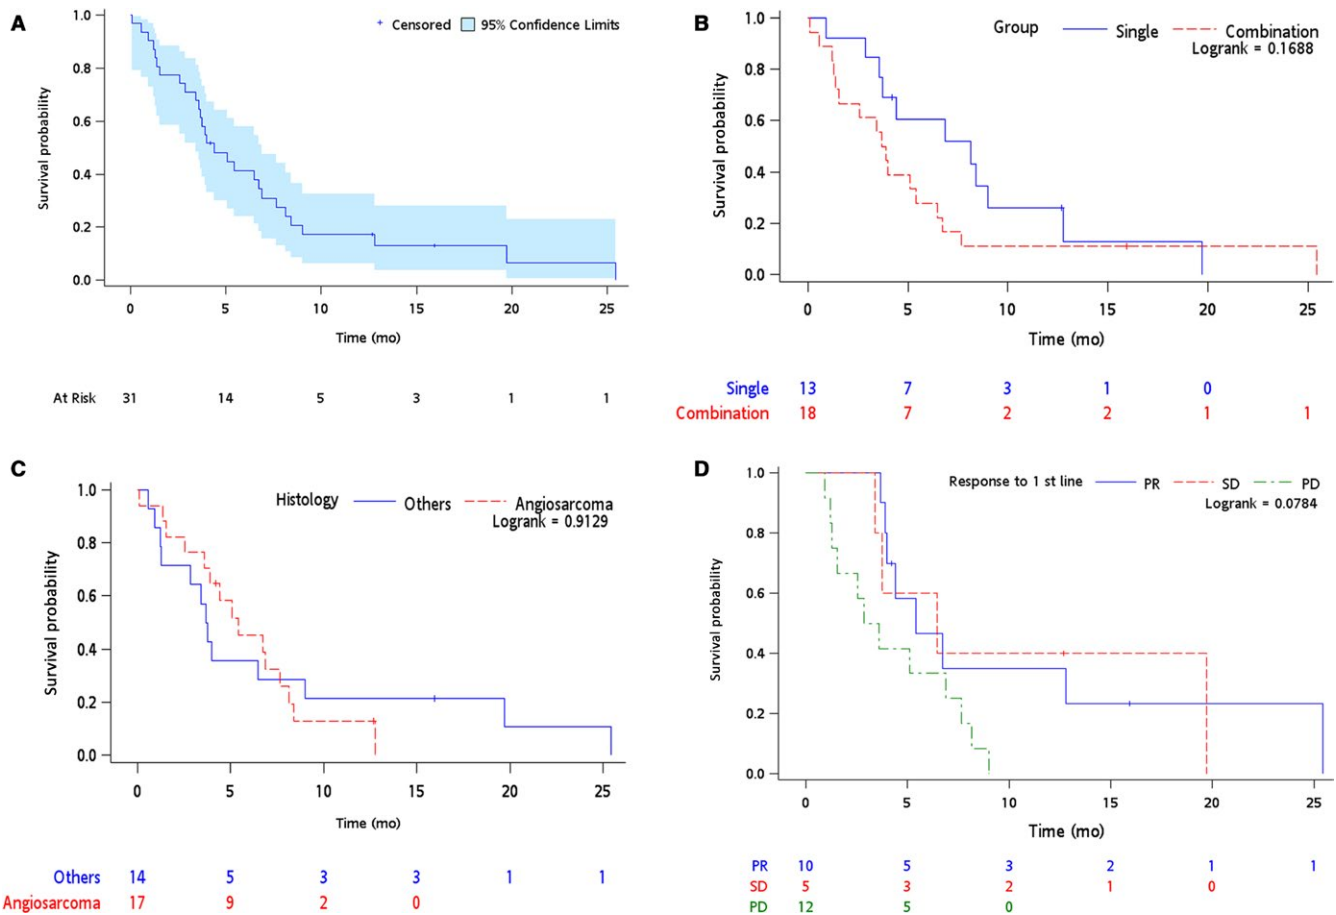 A
+ Censored 95% Confidence Limits
Survival probability
1.0
0.8
0.6
0.4
0.2
0.0
0 5 10 15 20 25
Time (mo)
At Risk 31 14 5 3 1 1
B
Group Single Combination
Logrank = 0.1688
Survival probability
1.0
0.8
0.6
0.4
0.2
0.0
0 5 10 15 20 25
Time (mo)
Single 13 7 3 1 0
Combination 18 7 2 2 1 1
C
Histology Others Angiosarcoma
Logrank = 0.9129
Survival probability
1.0
0.8
0.6
0.4
0.2
0.0
0 5 10 15 20 25
Time (mo)
Others 14 5 3 3 1 1
Angiosarcoma 17 9 2 0
D
Response to 1 st line PR SD PD
Logrank = 0.0784
Survival probability
1.0
0.8
0.6
0.4
0.2
0.0
0 5 10 15 20 25
Time (mo)
PR 10 5 3 2 1 1
SD 5 3 2 1 0
PD 12 5 0